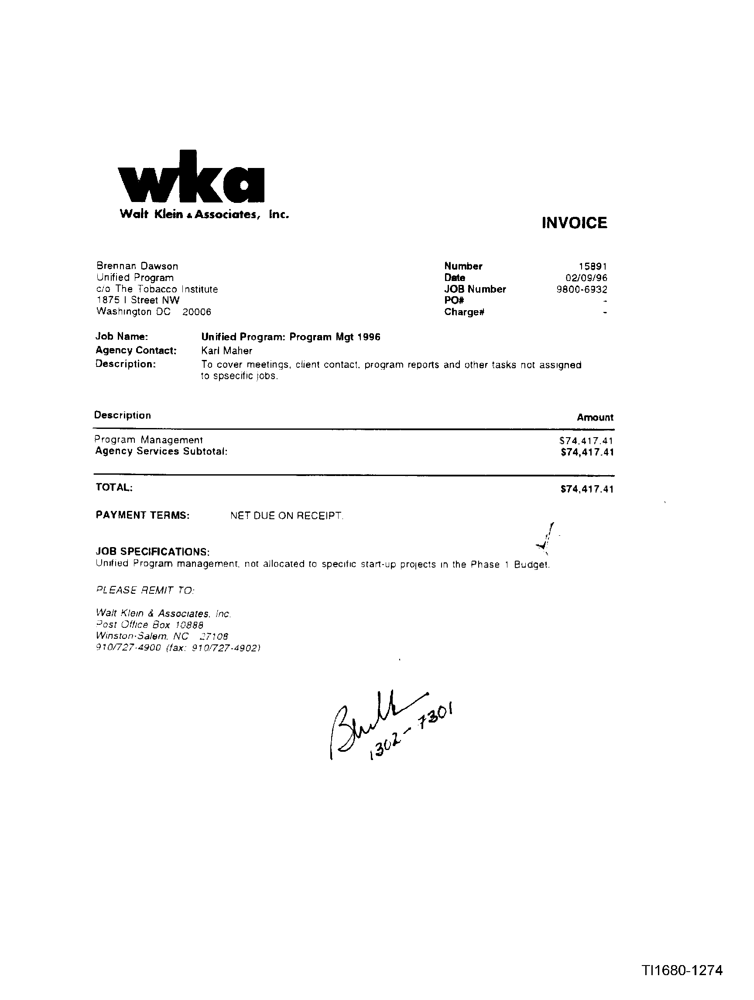 wka
Walt Klein & Associates, Inc.
INVOICE
Brennan Dawson
Unified Program
c/o The Tobacco Institute
1875 I Street NW
Washington DC 20006
Number 15891
Date 02/09/96
JOB Number 9800-6932
PO# -
Charge# -
Job Name: Unified Program: Program Mgt 1996
Agency Contact: Karl Maher
Description: To cover meetings, client contact, program reports and other tasks not assigned
to spsecific jobs.
Description Amount
Program Management $74,417.41
Agency Services Subtotal: $74,417.41
TOTAL: $74,417.41
PAYMENT TERMS: NET DUE ON RECEIPT.
JOB SPECIFICATIONS:
Unified Program management, not allocated to specific start-up projects in the Phase 1 Budget.
PLEASE REMIT TO:
Walt Klein & Associates, Inc.
Post Office Box 10888
Winston-Salem, NC 27108
910/727-4900 (fax: 910/727-4902)
1302-7301
TI1680-1274